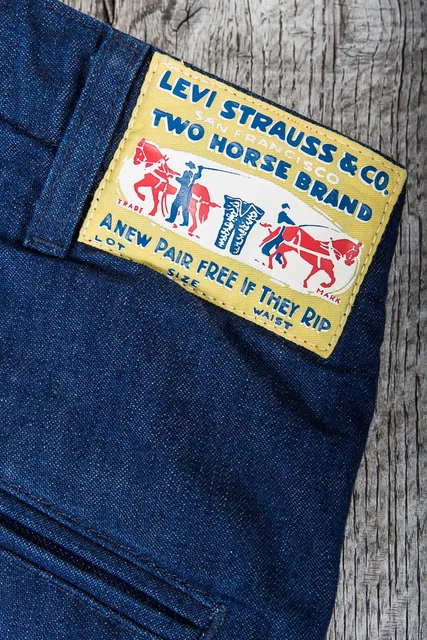 LEVI STRAUSS & CO.
SAN FRANCISCO
TWO HORSE BRAND
TRADE
MARK
A NEW PAIR FREE IF THEY RIP
LOT
SIZE
WAIST